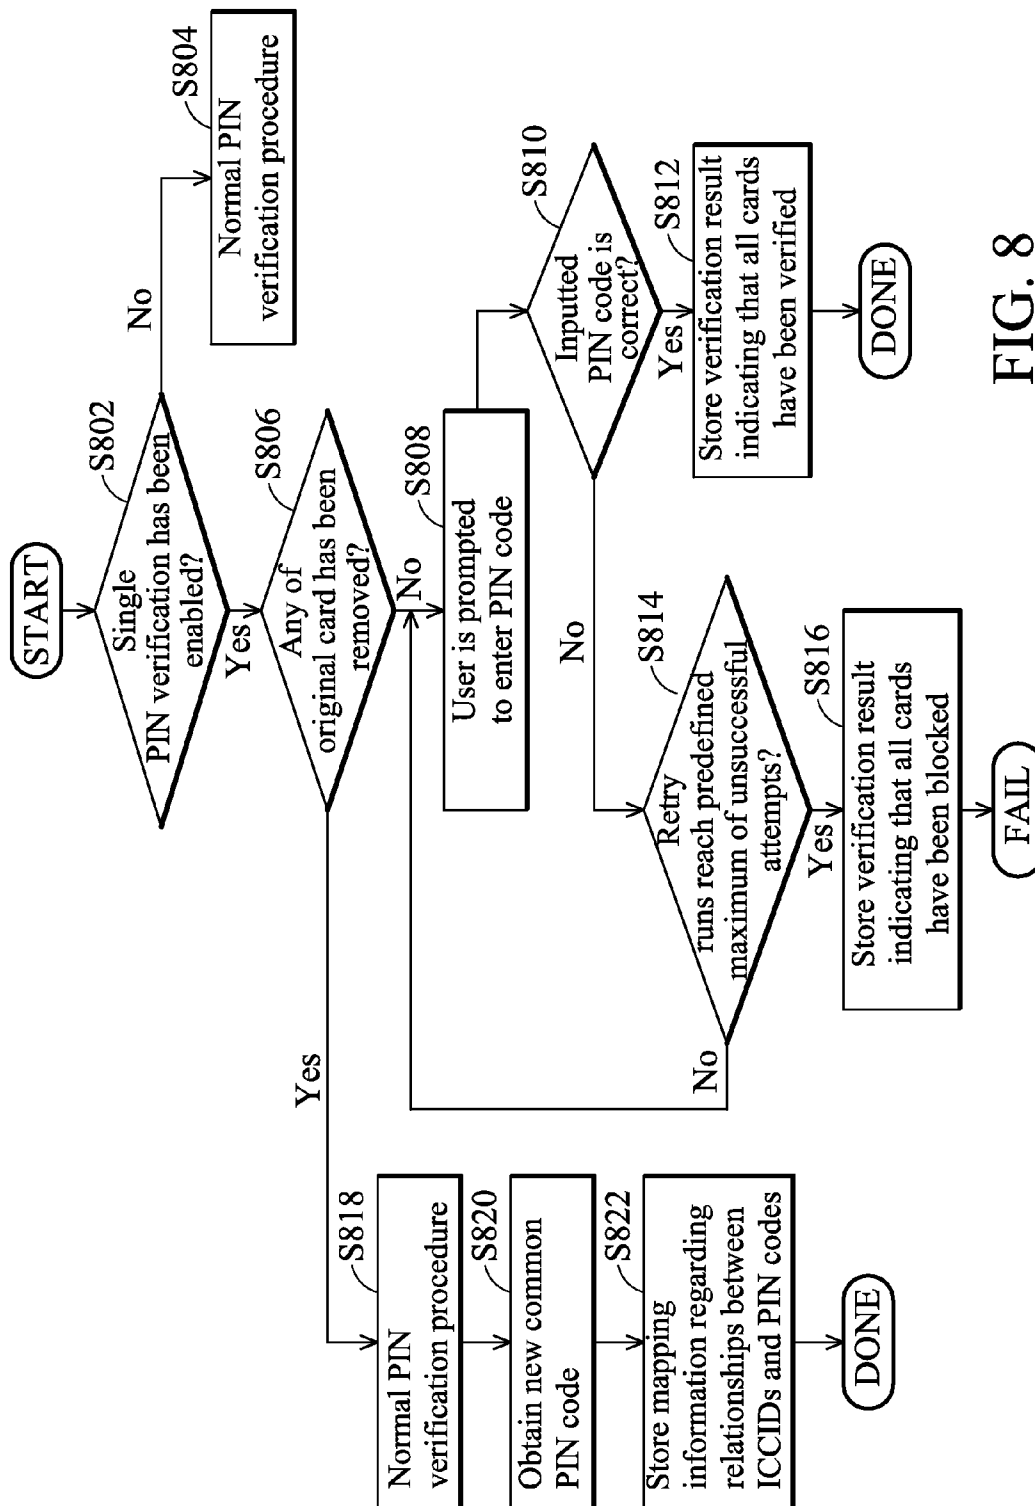 START
Single
PIN verification has been
enabled?
S802
No
Normal PIN
verification procedure
S804
Yes
Any of
original card has been
removed?
S806
No
User is prompted
to enter PIN code
S808
Inputted
PIN code is
correct?
S810
Yes
Store verification result
indicating that all cards
have been verified
S812
DONE
No
Retry
runs reach predefined
maximum of unsuccessful
attempts?
S814
No
Yes
Store verification result
indicating that all cards
have been blocked
S816
FAIL
Yes
Normal PIN
verification procedure
S818
Obtain new common
PIN code
S820
Store mapping
information regarding
relationships between
ICCIDs and PIN codes
S822
DONE
FIG. 8